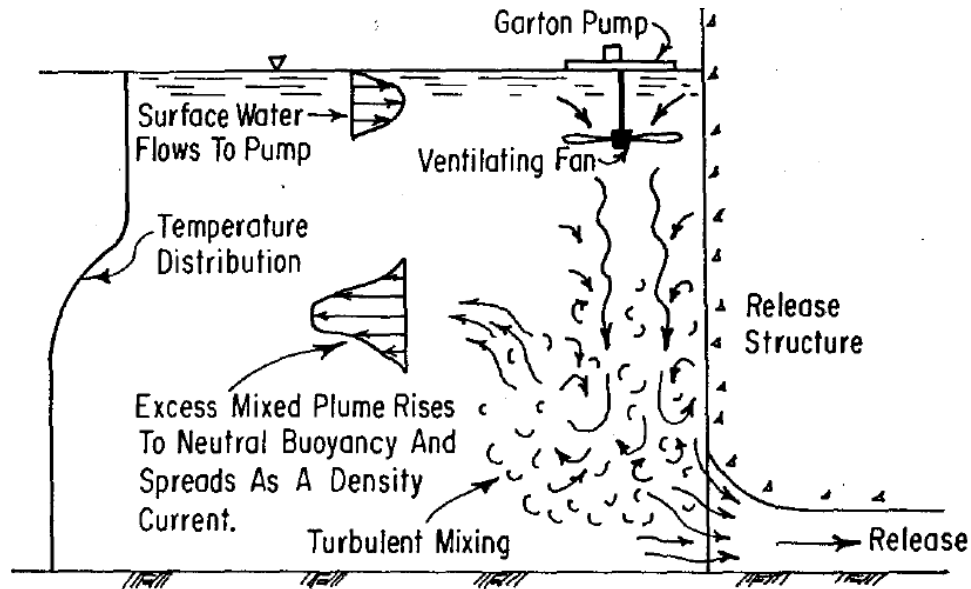 Garton Pump
Surface Water
Flows To Pump
Ventilating Fan
Temperature
Distribution
Release
Structure
Excess Mixed Plume Rises
To Neutral Buoyancy And
Spreads As A Density
Current.
Turbulent Mixing
Release